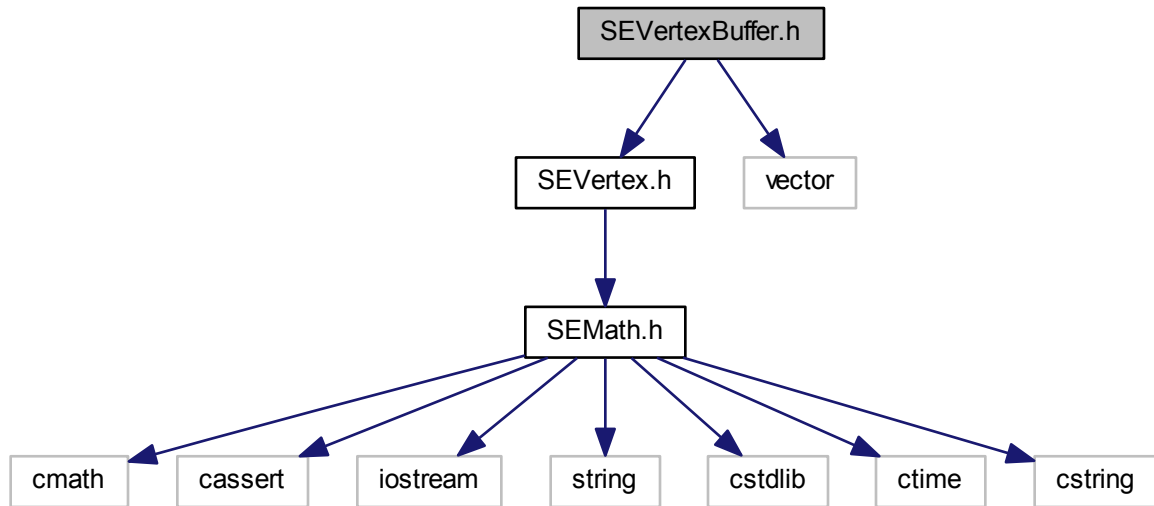 SEVertexBuffer.h
SEVertex.h
vector
SEMath.h
cmath
cassert
iostream
string
cstdlib
ctime
cstring